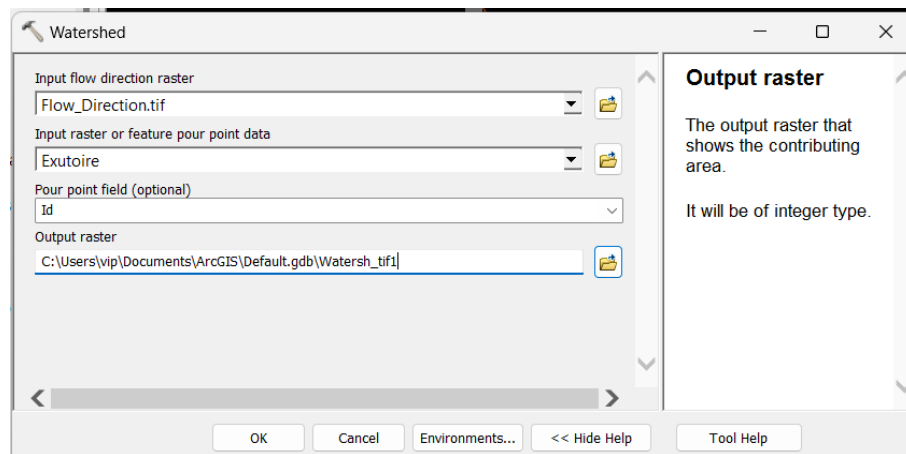 Watershed
Input flow direction raster
Flow_Direction.tif
Input raster or feature pour point data
Exutoire
Pour point field (optional)
Id
Output raster
C:\Users\vip\Documents\ArcGIS\Default.gdb\Watersh_tif1
Output raster
The output raster that
shows the contributing
area.
It will be of integer type.
OK
Cancel
Environments...
<< Hide Help
Tool Help